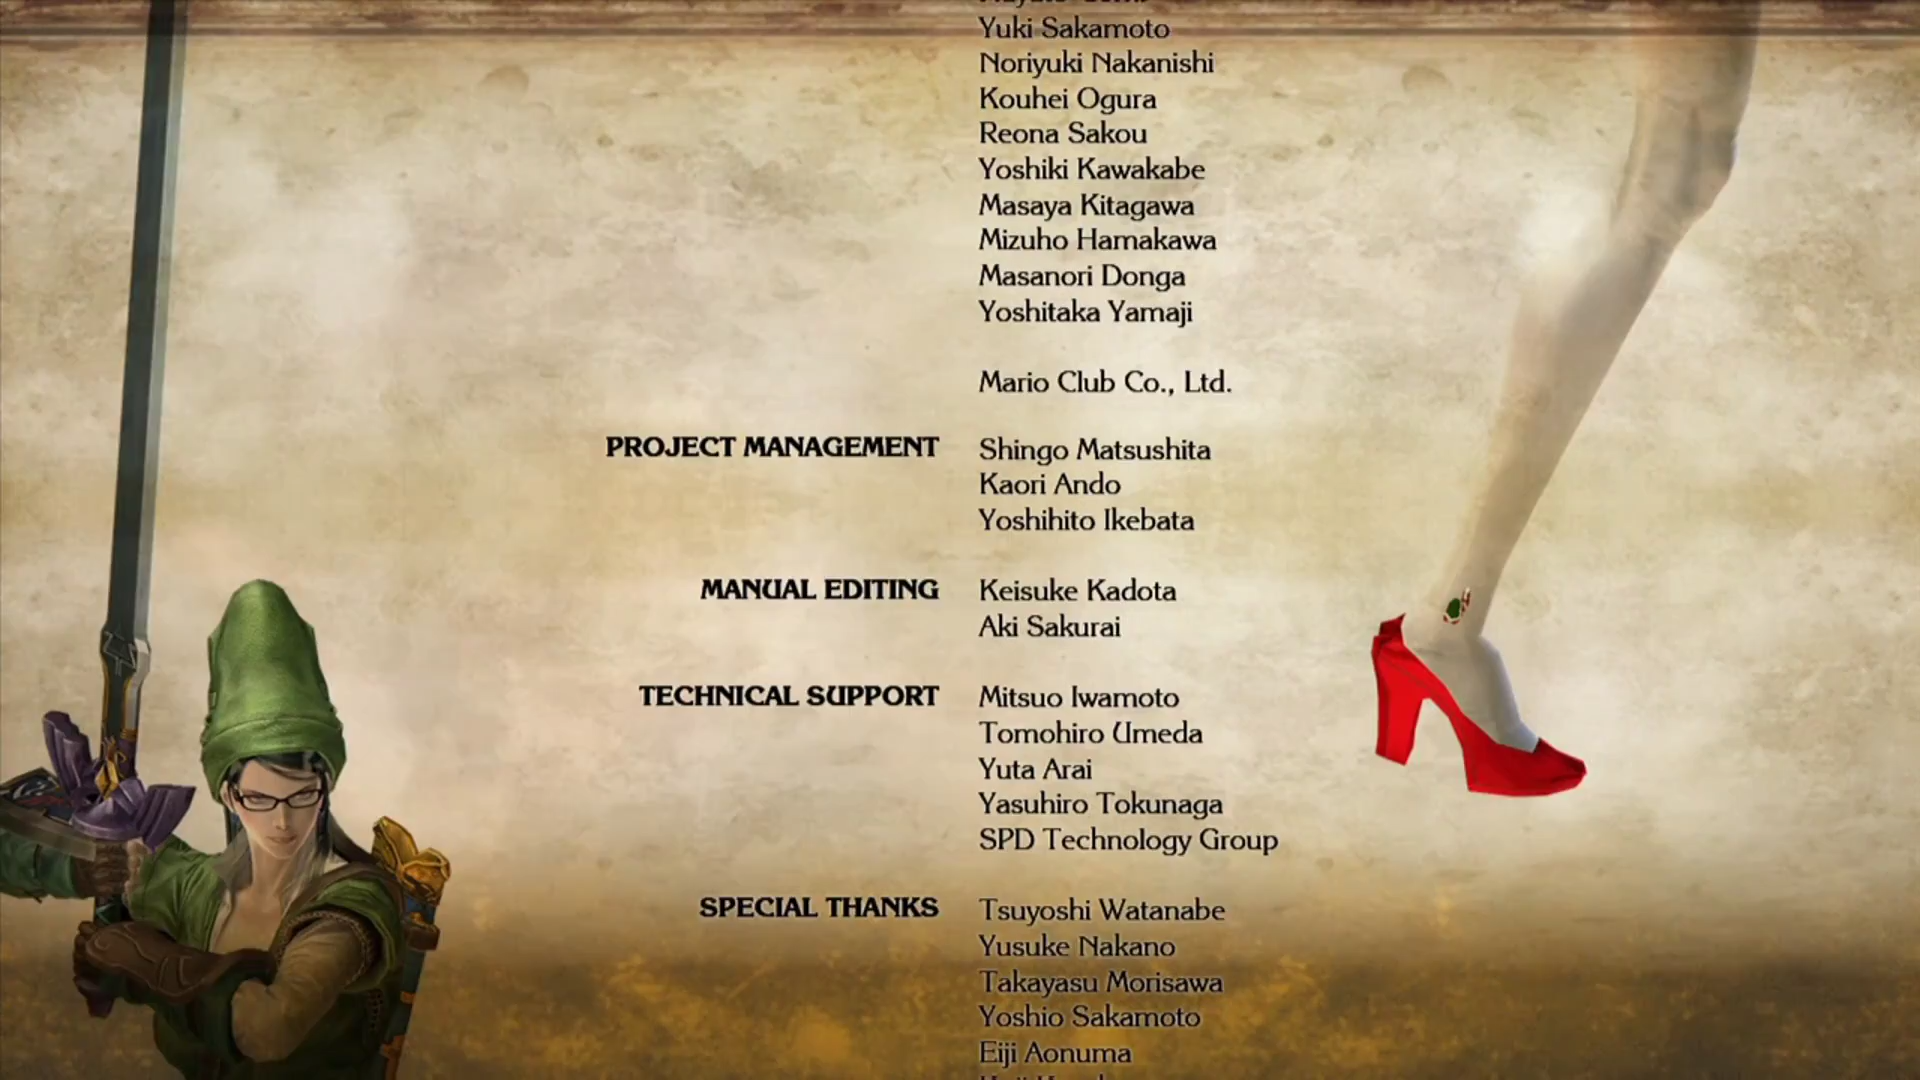 Yuki Sakamoto
Noriyuki Nakanishi
Kouhei Ogura
Reona Sakou
Yoshiki Kawakabe
Masaya Kitagawa
Mizuho Hamakawa
Masanori Donga
Yoshitaka Yamaji
Mario Club Co., Ltd.
PROJECT MANAGEMENT Shingo Matsushita
Kaori Ando
Yoshihito Ikebata
MANUAL EDITING Keisuke Kadota
Aki Sakurai
TECHNICAL SUPPORT Mitsuo Iwamoto
Tomohiro Umeda
Yuta Arai
Yasuhiro Tokunaga
SPD Technology Group
SPECIAL THANKS Tsuyoshi Watanabe
Yusuke Nakano
Takayasu Morisawa
Yoshio Sakamoto
Eiji Aonuma